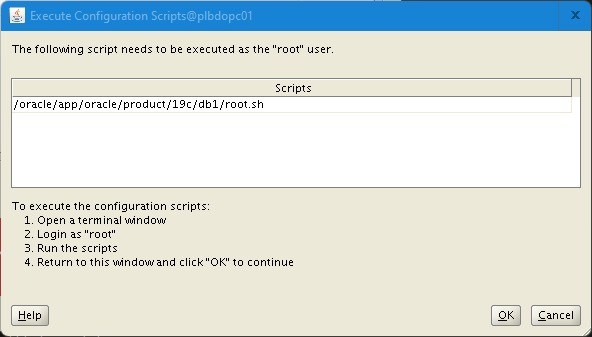 Execute Configuration Scripts@plbdopc01
The following script needs to be executed as the "root" user.
Scripts
/oracle/app/oracle/product/19c/db1/root.sh
To execute the configuration scripts:
1. Open a terminal window
2. Login as "root"
3. Run the scripts
4. Return to this window and click "OK" to continue
Help
OK
Cancel